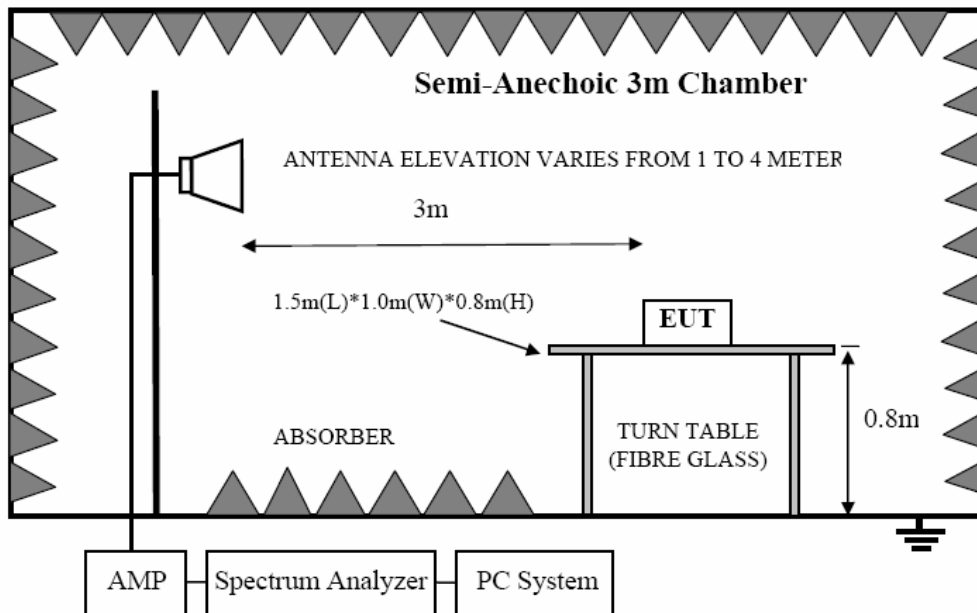 Semi-Anechoic 3m Chamber
ANTENNA ELEVATION VARIES FROM 1 TO 4 METER
3m
1.5m(L)*1.0m(W)*0.8m(H)
EUT
ABSORBER
TURN TABLE
(FIBRE GLASS)
0.8m
AMP
Spectrum Analyzer
PC System